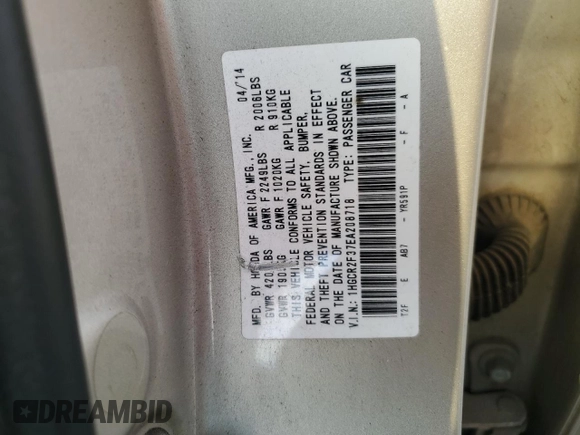 MFD. BY HONDA OF AMERICA MFG., INC. 04/14
GVWR 4200LBS GAWR F 2249LBS R 2006LBS
GVWR 1905KG GAWR F 1020KG R 910KG
THIS VEHICLE CONFORMS TO ALL APPLICABLE
FEDERAL MOTOR VEHICLE SAFETY, BUMPER,
AND THEFT PREVENTION STANDARDS IN EFFECT
ON THE DATE OF MANUFACTURE SHOWN ABOVE.
V.I.N.: 1HGCR2F37EA208718 TYPE: PASSENGER CAR
T2F E AB7 - YR591P - F - A
DREAMBID